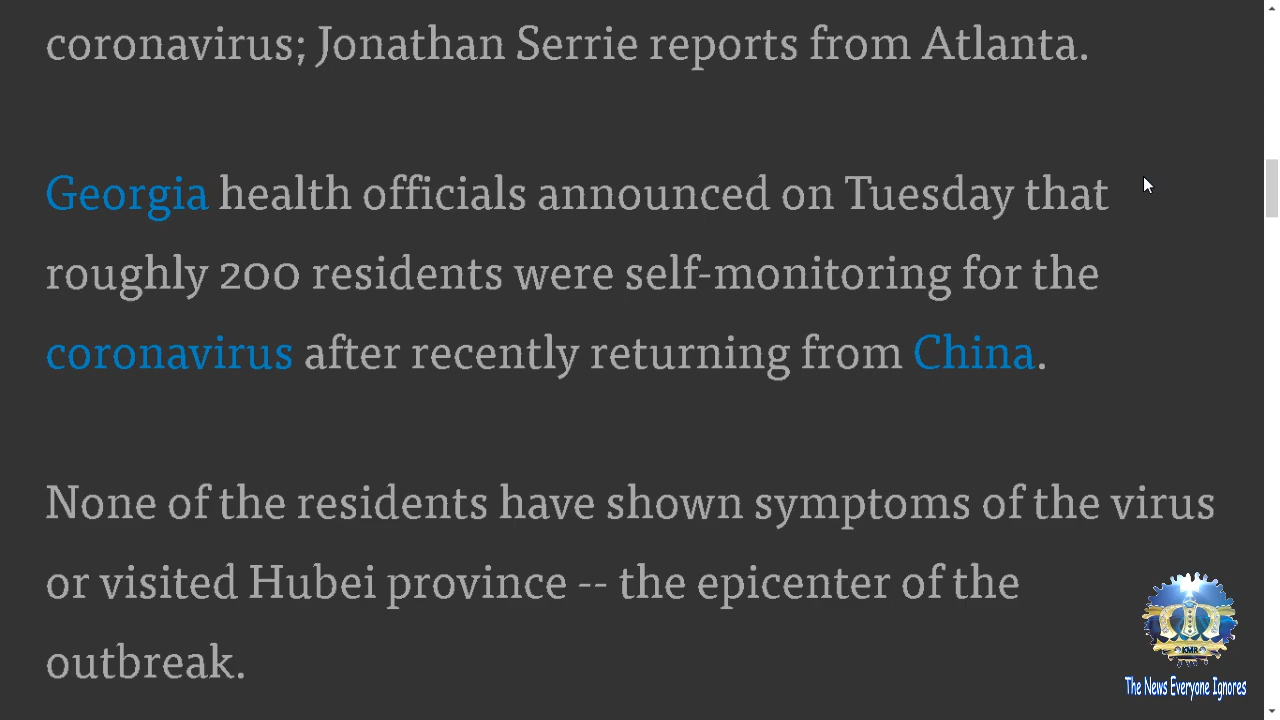 coronavirus; Jonathan Serrie reports from Atlanta.
Georgia health officials announced on Tuesday that
roughly 200 residents were self-monitoring for the
coronavirus after recently returning from China.
None of the residents have shown symptoms of the virus
or visited Hubei province -- the epicenter of the
outbreak.
KMR
The News Everyone Ignores